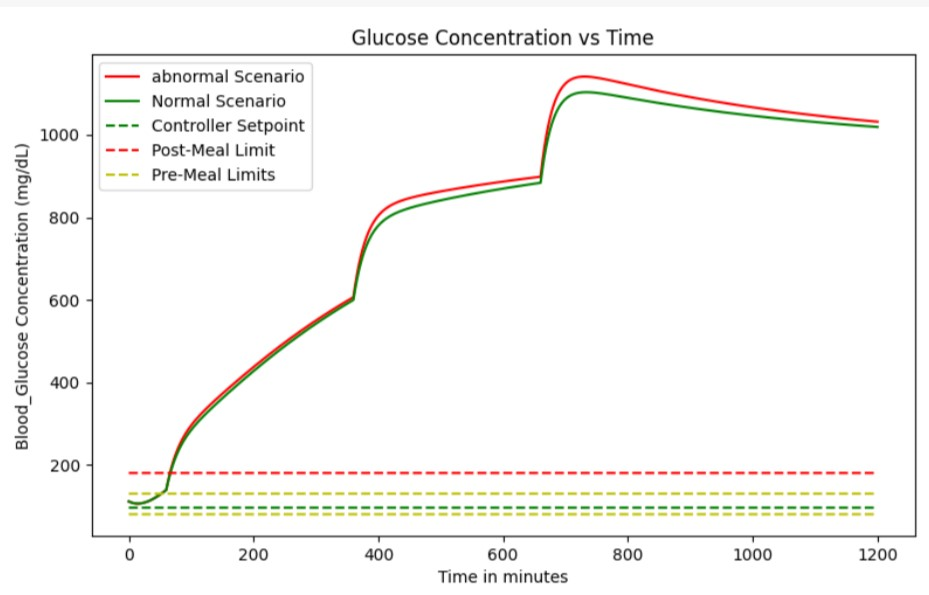 Glucose Concentration vs Time
abnormal Scenario
Normal Scenario
Controller Setpoint
Post-Meal Limit
Pre-Meal Limits
Blood_Glucose Concentration (mg/dL)
1000
800
600
400
200
0 200 400 600 800 1000 1200
Time in minutes